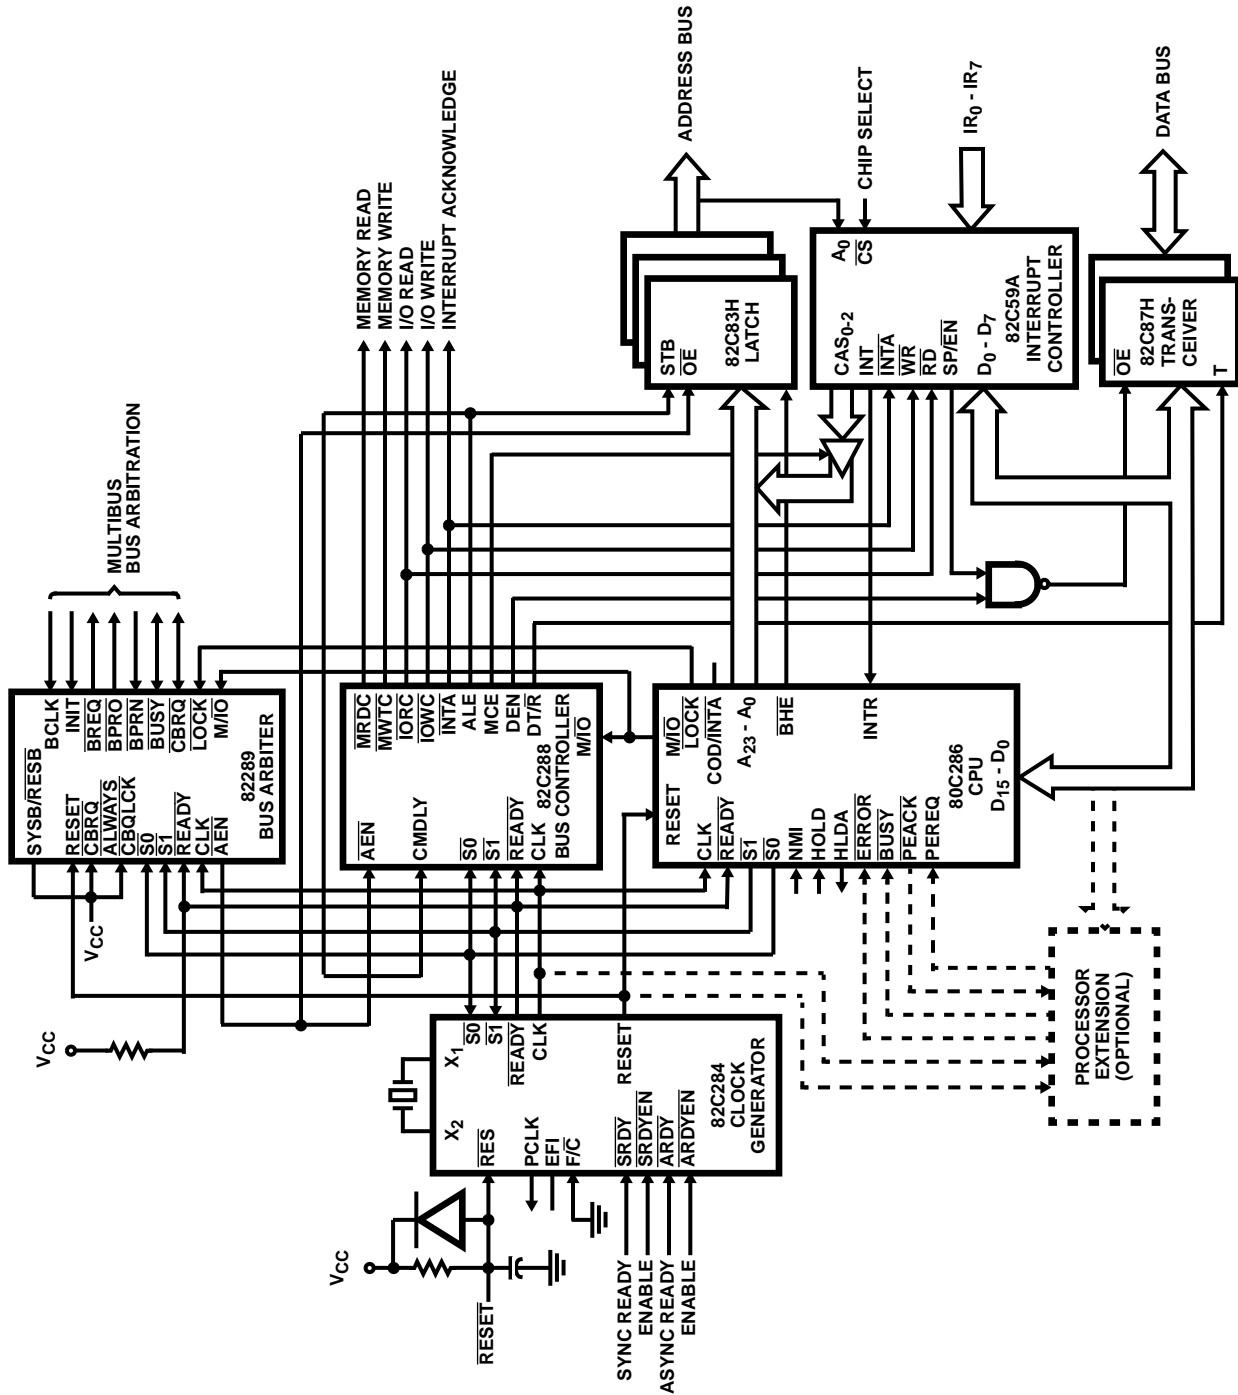 MULTIBUS
BUS ARBITRATION
VCC
VCC
SYSB/RESB
RESET
CBRQ
ALWAYS
CBQLCK
S0
S1
READY
CLK
AEN
82289
BUS ARBITER
BCLK
INIT
BREQ
BPRO
BPRN
BUSY
CBRQ
LOCK
M/IO
MEMORY READ
MEMORY WRITE
I/O READ
I/O WRITE
INTERRUPT ACKNOWLEDGE
AEN
CMDLY
S0
S1
READY
CLK
82C288
BUS CONTROLLER
MRDC
MWTC
IORC
IOWC
INTA
ALE
MCE
DEN
DT/R
M/IO
VCC
RESET
X2
X1
RES
PCLK
EFI
F/C
SRDY
SRDYEN
ARDY
ARDYEN
S0
S1
READY
CLK
RESET
82C284
CLOCK
GENERATOR
SYNC READY
ENABLE
ASYNC READY
ENABLE
RESET
CLK
READY
S1
S0
NMI
HOLD
HLDA
ERROR
BUSY
PEACK
PEREQ
M/IO
LOCK
COD/INTA
A23 - A0
BHE
INTR
80C286
CPU
D15 - D0
STB
OE
82C83H
LATCH
ADDRESS BUS
CHIP SELECT
A0
CS
CAS0-2
INT
INTA
WR
RD
SP/EN
D0 - D7
82C59A
INTERRUPT
CONTROLLER
IR0 - IR7
OE
82C87H
TRANS-
CEIVER
T
DATA BUS
PROCESSOR
EXTENSION
(OPTIONAL)